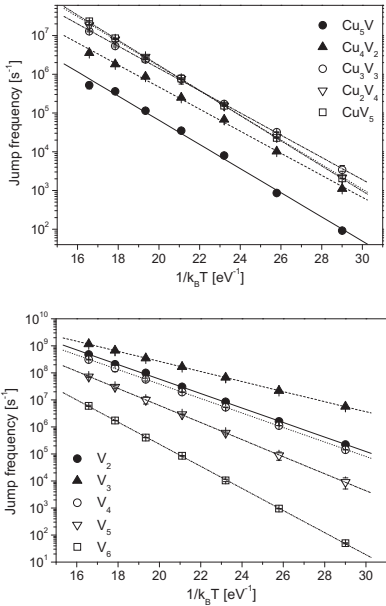 Jump frequency [s⁻¹]
10⁷
10⁶
10⁵
10⁴
10³
10²
Cu₅V
Cu₄V₂
Cu₃V₃
Cu₂V₄
CuV₅
16 18 20 22 24 26 28 30
1/k_BT [eV⁻¹]
Jump frequency [s⁻¹]
10¹⁰
10⁹
10⁸
10⁷
10⁶
10⁵
10⁴
10³
10²
10¹
V₂
V₃
V₄
V₅
V₆
16 18 20 22 24 26 28 30
1/k_BT [eV⁻¹]